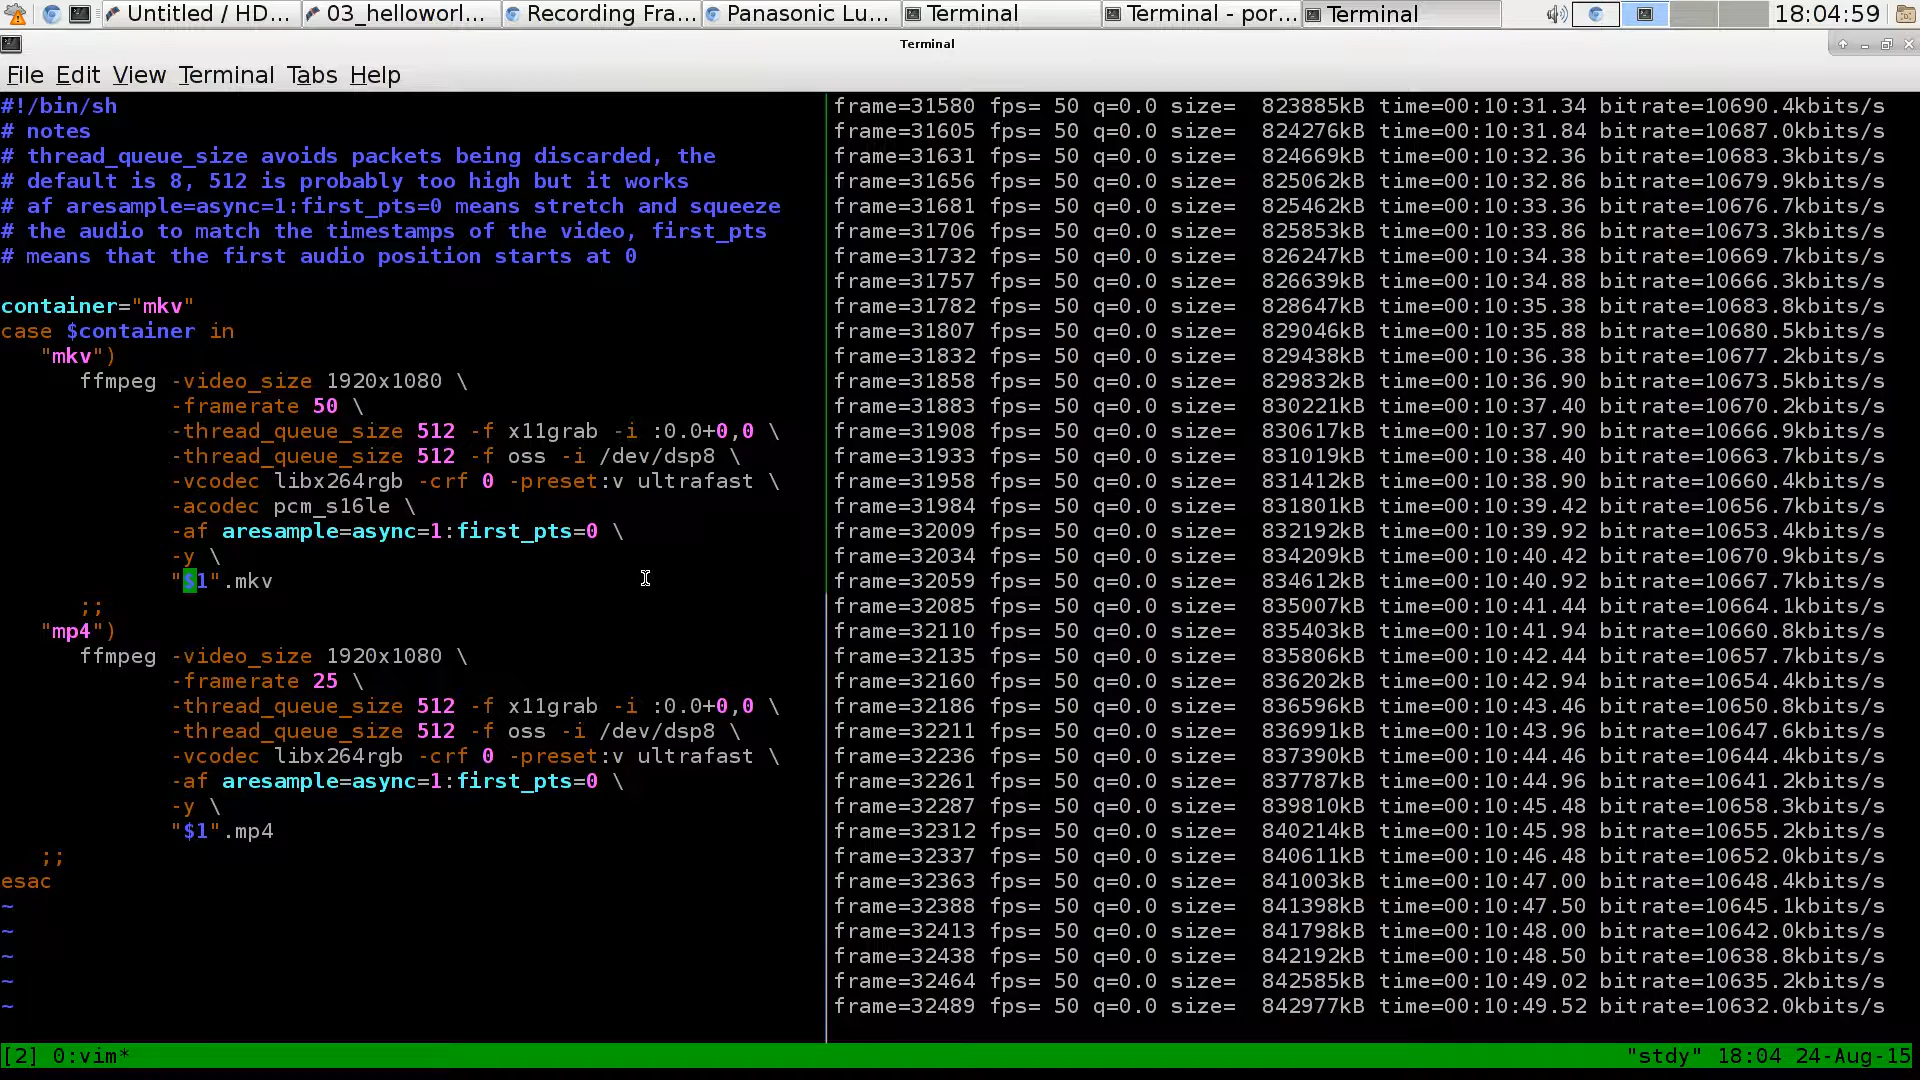 Untitled / HD... 03_helloworl... Recording Fra... Panasonic Lu... Terminal Terminal - por... Terminal 18:04:59
Terminal
File Edit View Terminal Tabs Help
#!/bin/sh
# notes
# thread_queue_size avoids packets being discarded, the
# default is 8, 512 is probably too high but it works
# af aresample=async=1:first_pts=0 means stretch and squeeze
# the audio to match the timestamps of the video, first_pts
# means that the first audio position starts at 0
container="mkv"
case $container in
"mkv")
ffmpeg -video_size 1920x1080 \
-framerate 50 \
-thread_queue_size 512 -f x11grab -i :0.0+0,0 \
-thread_queue_size 512 -f oss -i /dev/dsp8 \
-vcodec libx264rgb -crf 0 -preset:v ultrafast \
-acodec pcm_s16le \
-af aresample=async=1:first_pts=0 \
-y \
"$1".mkv
;;
"mp4")
ffmpeg -video_size 1920x1080 \
-framerate 25 \
-thread_queue_size 512 -f x11grab -i :0.0+0,0 \
-thread_queue_size 512 -f oss -i /dev/dsp8 \
-vcodec libx264rgb -crf 0 -preset:v ultrafast \
-af aresample=async=1:first_pts=0 \
-y \
"$1".mp4
;;
esac
~
~
~
~
~
frame=31580 fps= 50 q=0.0 size= 823885kB time=00:10:31.34 bitrate=10690.4kbits/s
frame=31605 fps= 50 q=0.0 size= 824276kB time=00:10:31.84 bitrate=10687.0kbits/s
frame=31631 fps= 50 q=0.0 size= 824669kB time=00:10:32.36 bitrate=10683.3kbits/s
frame=31656 fps= 50 q=0.0 size= 825062kB time=00:10:32.86 bitrate=10679.9kbits/s
frame=31681 fps= 50 q=0.0 size= 825462kB time=00:10:33.36 bitrate=10676.7kbits/s
frame=31706 fps= 50 q=0.0 size= 825853kB time=00:10:33.86 bitrate=10673.3kbits/s
frame=31732 fps= 50 q=0.0 size= 826247kB time=00:10:34.38 bitrate=10669.7kbits/s
frame=31757 fps= 50 q=0.0 size= 826639kB time=00:10:34.88 bitrate=10666.3kbits/s
frame=31782 fps= 50 q=0.0 size= 828647kB time=00:10:35.38 bitrate=10683.8kbits/s
frame=31807 fps= 50 q=0.0 size= 829046kB time=00:10:35.88 bitrate=10680.5kbits/s
frame=31832 fps= 50 q=0.0 size= 829438kB time=00:10:36.38 bitrate=10677.2kbits/s
frame=31858 fps= 50 q=0.0 size= 829832kB time=00:10:36.90 bitrate=10673.5kbits/s
frame=31883 fps= 50 q=0.0 size= 830221kB time=00:10:37.40 bitrate=10670.2kbits/s
frame=31908 fps= 50 q=0.0 size= 830617kB time=00:10:37.90 bitrate=10666.9kbits/s
frame=31933 fps= 50 q=0.0 size= 831019kB time=00:10:38.40 bitrate=10663.7kbits/s
frame=31958 fps= 50 q=0.0 size= 831412kB time=00:10:38.90 bitrate=10660.4kbits/s
frame=31984 fps= 50 q=0.0 size= 831801kB time=00:10:39.42 bitrate=10656.7kbits/s
frame=32009 fps= 50 q=0.0 size= 832192kB time=00:10:39.92 bitrate=10653.4kbits/s
frame=32034 fps= 50 q=0.0 size= 834209kB time=00:10:40.42 bitrate=10670.9kbits/s
frame=32059 fps= 50 q=0.0 size= 834612kB time=00:10:40.92 bitrate=10667.7kbits/s
frame=32085 fps= 50 q=0.0 size= 835007kB time=00:10:41.44 bitrate=10664.1kbits/s
frame=32110 fps= 50 q=0.0 size= 835403kB time=00:10:41.94 bitrate=10660.8kbits/s
frame=32135 fps= 50 q=0.0 size= 835806kB time=00:10:42.44 bitrate=10657.7kbits/s
frame=32160 fps= 50 q=0.0 size= 836202kB time=00:10:42.94 bitrate=10654.4kbits/s
frame=32186 fps= 50 q=0.0 size= 836596kB time=00:10:43.46 bitrate=10650.8kbits/s
frame=32211 fps= 50 q=0.0 size= 836991kB time=00:10:43.96 bitrate=10647.6kbits/s
frame=32236 fps= 50 q=0.0 size= 837390kB time=00:10:44.46 bitrate=10644.4kbits/s
frame=32261 fps= 50 q=0.0 size= 837787kB time=00:10:44.96 bitrate=10641.2kbits/s
frame=32287 fps= 50 q=0.0 size= 839810kB time=00:10:45.48 bitrate=10658.3kbits/s
frame=32312 fps= 50 q=0.0 size= 840214kB time=00:10:45.98 bitrate=10655.2kbits/s
frame=32337 fps= 50 q=0.0 size= 840611kB time=00:10:46.48 bitrate=10652.0kbits/s
frame=32363 fps= 50 q=0.0 size= 841003kB time=00:10:47.00 bitrate=10648.4kbits/s
frame=32388 fps= 50 q=0.0 size= 841398kB time=00:10:47.50 bitrate=10645.1kbits/s
frame=32413 fps= 50 q=0.0 size= 841798kB time=00:10:48.00 bitrate=10642.0kbits/s
frame=32438 fps= 50 q=0.0 size= 842192kB time=00:10:48.50 bitrate=10638.8kbits/s
frame=32464 fps= 50 q=0.0 size= 842585kB time=00:10:49.02 bitrate=10635.2kbits/s
frame=32489 fps= 50 q=0.0 size= 842977kB time=00:10:49.52 bitrate=10632.0kbits/s
[2] 0:vim* "stdy" 18:04 24-Aug-15